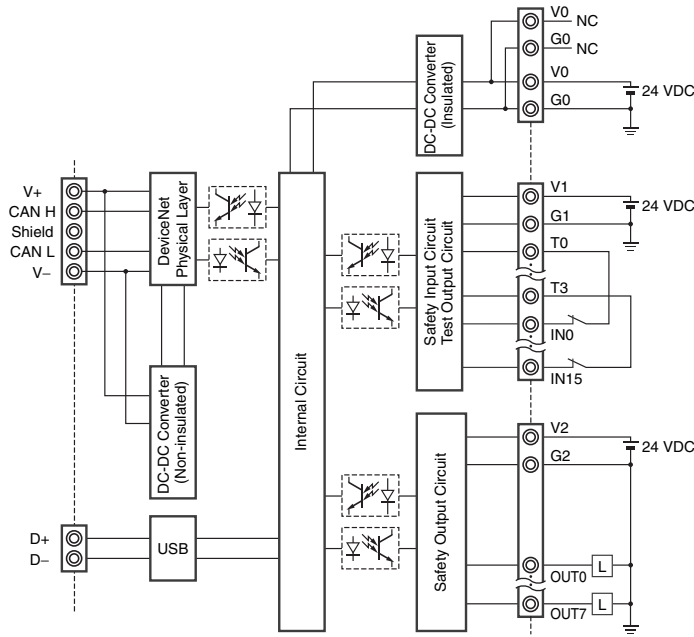 V0
NC
G0
NC
V0
24 VDC
G0
DC-DC Converter
(Insulated)
V+
CAN H
Shield
CAN L
V–
DeviceNet
Physical Layer
DC-DC Converter
(Non-insulated)
D+
D–
USB
Internal Circuit
Safety Input Circuit
Test Output Circuit
V1
24 VDC
G1
T0
T3
IN0
IN15
Safety Output Circuit
V2
24 VDC
G2
OUT0
L
OUT7
L